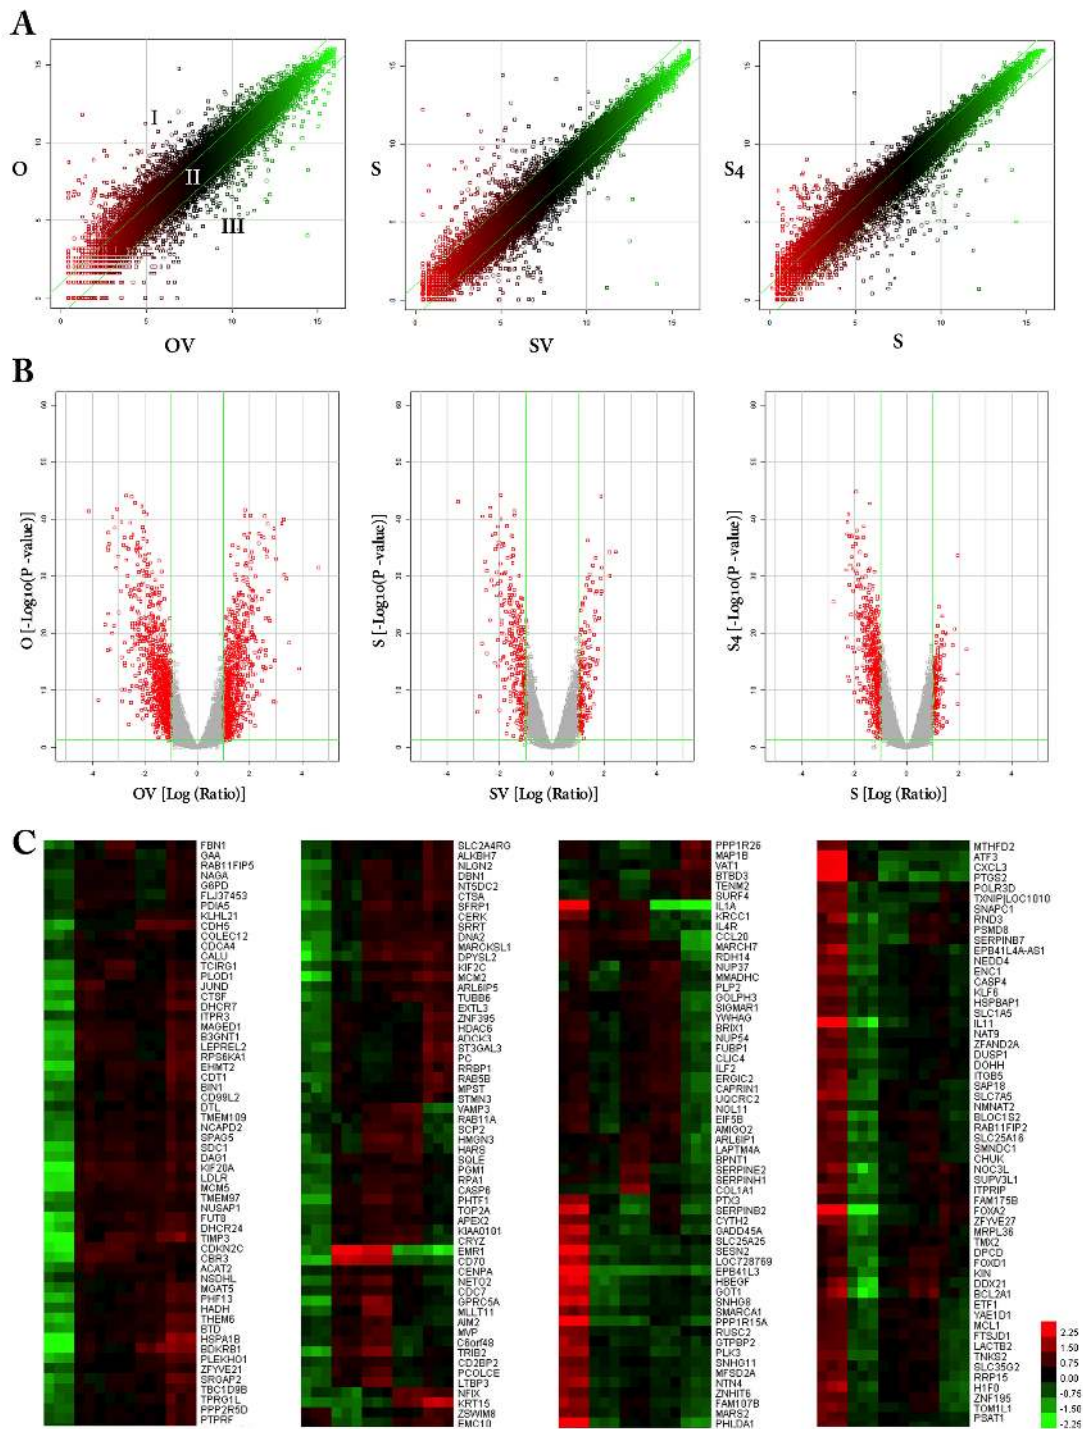 A
O
I
II
III
OV
S
SV
S4
S
B
O [-Log10(P -value)]
OV [Log (Ratio)]
S [-Log10(P -value)]
SV [Log (Ratio)]
S4 [-Log10(P -value)]
S [Log (Ratio)]
C
FBN1
GAA
RAB11FIP5
NAGA
G6PD
FLJ37453
PDIA5
KLHL21
CDH5
COLEC12
CDCA4
CALU
TCIRG1
PLOD1
JUND
CTSF
DHCR7
ITPR3
MAGED1
B3GNT1
LEPREL2
RPS6KA1
EHMT2
CDT1
BIN1
CD99L2
DTL
TMEM109
NCAPD2
SPAG5
SDC1
DAG1
KIF20A
LDLR
MCM5
TMEM97
NUSAP1
FUT8
DHCR24
TIMP3
CDKN2C
CBR3
ACAT2
NSDHL
MGAT5
PHF13
HADH
THEM6
BTD
HSPA1B
BDKRB1
PLEKHO1
ZFYVE21
SRGAP2
TBC1D9B
TPRG1L
PPP2R5D
PTPRF
SLC2A4RG
ALKBH7
NLGN2
DBN1
NT5DC2
CTSA
SFRP1
CERK
SRRT
DNA2
MARCKSL1
DPYSL2
KIF2C
MCM2
ARL6IP5
TUBB6
EXTL3
ZNF395
HDAC6
ADCK3
ST3GAL3
PC
RRBP1
RAB5B
MPST
STMN3
VAMP3
RAB11A
SCP2
HMGN3
HARS
SQLE
PGM1
RPA1
CASP6
PHTF1
TOP2A
APEX2
KIAA0101
CRYZ
EMR1
CD70
CENPA
NETO2
CDC7
GPRC5A
MLLT11
AIM2
MVP
C6orf48
TRIB2
CD2BP2
PCOLCE
LTBP3
NFIX
KRT15
ZSWIM8
EMC10
PPP1R26
MAP1B
VAT1
BTBD3
TENM2
SURF4
IL1A
KRCC1
IL4R
CCL20
MARCH7
RDH14
NUP37
MMADHC
PLP2
GOLPH3
SIGMAR1
YWHAG
BRIX1
NUP54
FUBP1
CLIC4
ILF2
ERGIC2
CAPRIN1
UQCRC2
NOL11
EIF5B
AMIGO2
ARL6IP1
LAPTM4A
BPNT1
SERPINE2
SERPINH1
COL1A1
PTX3
SERPINB2
CYTH2
GADD45A
SLC25A25
SESN2
LOC728769
EPB41L3
HBEGF
GOT1
SNHG8
SMARCA1
PPP1R15A
RUSC2
GTPBP2
PLK3
SNHG11
MFSD2A
NTN4
ZNHIT6
FAM107B
MARS2
PHLDA1
MTHFD2
ATF3
CXCL3
PTGS2
POLR3D
TXNIP|LOC1010
SNAPC1
RND3
PSMD8
SERPINB7
EPB41L4A-AS1
NEDD4
ENC1
CASP4
KLF6
HSPBAP1
SLC1A5
IL11
NAT9
ZFAND2A
DUSP1
DOHH
ITGB5
SAP18
SLC7A5
NMNAT2
BLOC1S2
RAB11FIP2
SLC25A16
SMNDC1
CHUK
NOC3L
SUPV3L1
ITPRIP
FAM175B
FOXA2
ZFYVE27
MRPL36
TMX2
DPCD
FOXD1
KIN
DDX21
BCL2A1
ETF1
YAE1D1
MCL1
FTSJD1
LACTB2
TNKS2
SLC35G2
RRP15
H1F0
ZNF195
TOM1L1
PSAT1
2.25
1.50
0.75
0.00
-0.75
-1.50
-2.25